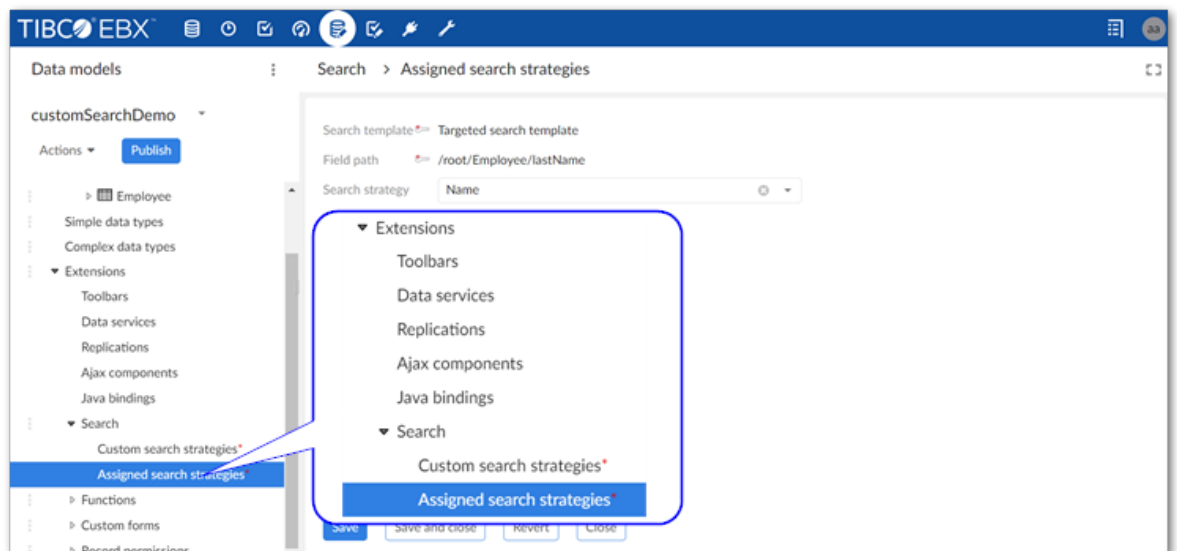 TIBCO EBX™
aa
Data models
Search > Assigned search strategies
customSearchDemo
Actions
Publish
Search template Targeted search template
Field path /root/Employee/lastName
Search strategy Name
Employee
Simple data types
Complex data types
Extensions
Toolbars
Data services
Replications
Ajax components
Java bindings
Search
Custom search strategies*
Assigned search strategies*
Functions
Custom forms
Record permissions
Extensions
Toolbars
Data services
Replications
Ajax components
Java bindings
Search
Custom search strategies*
Assigned search strategies*
Save Save and close Revert Close